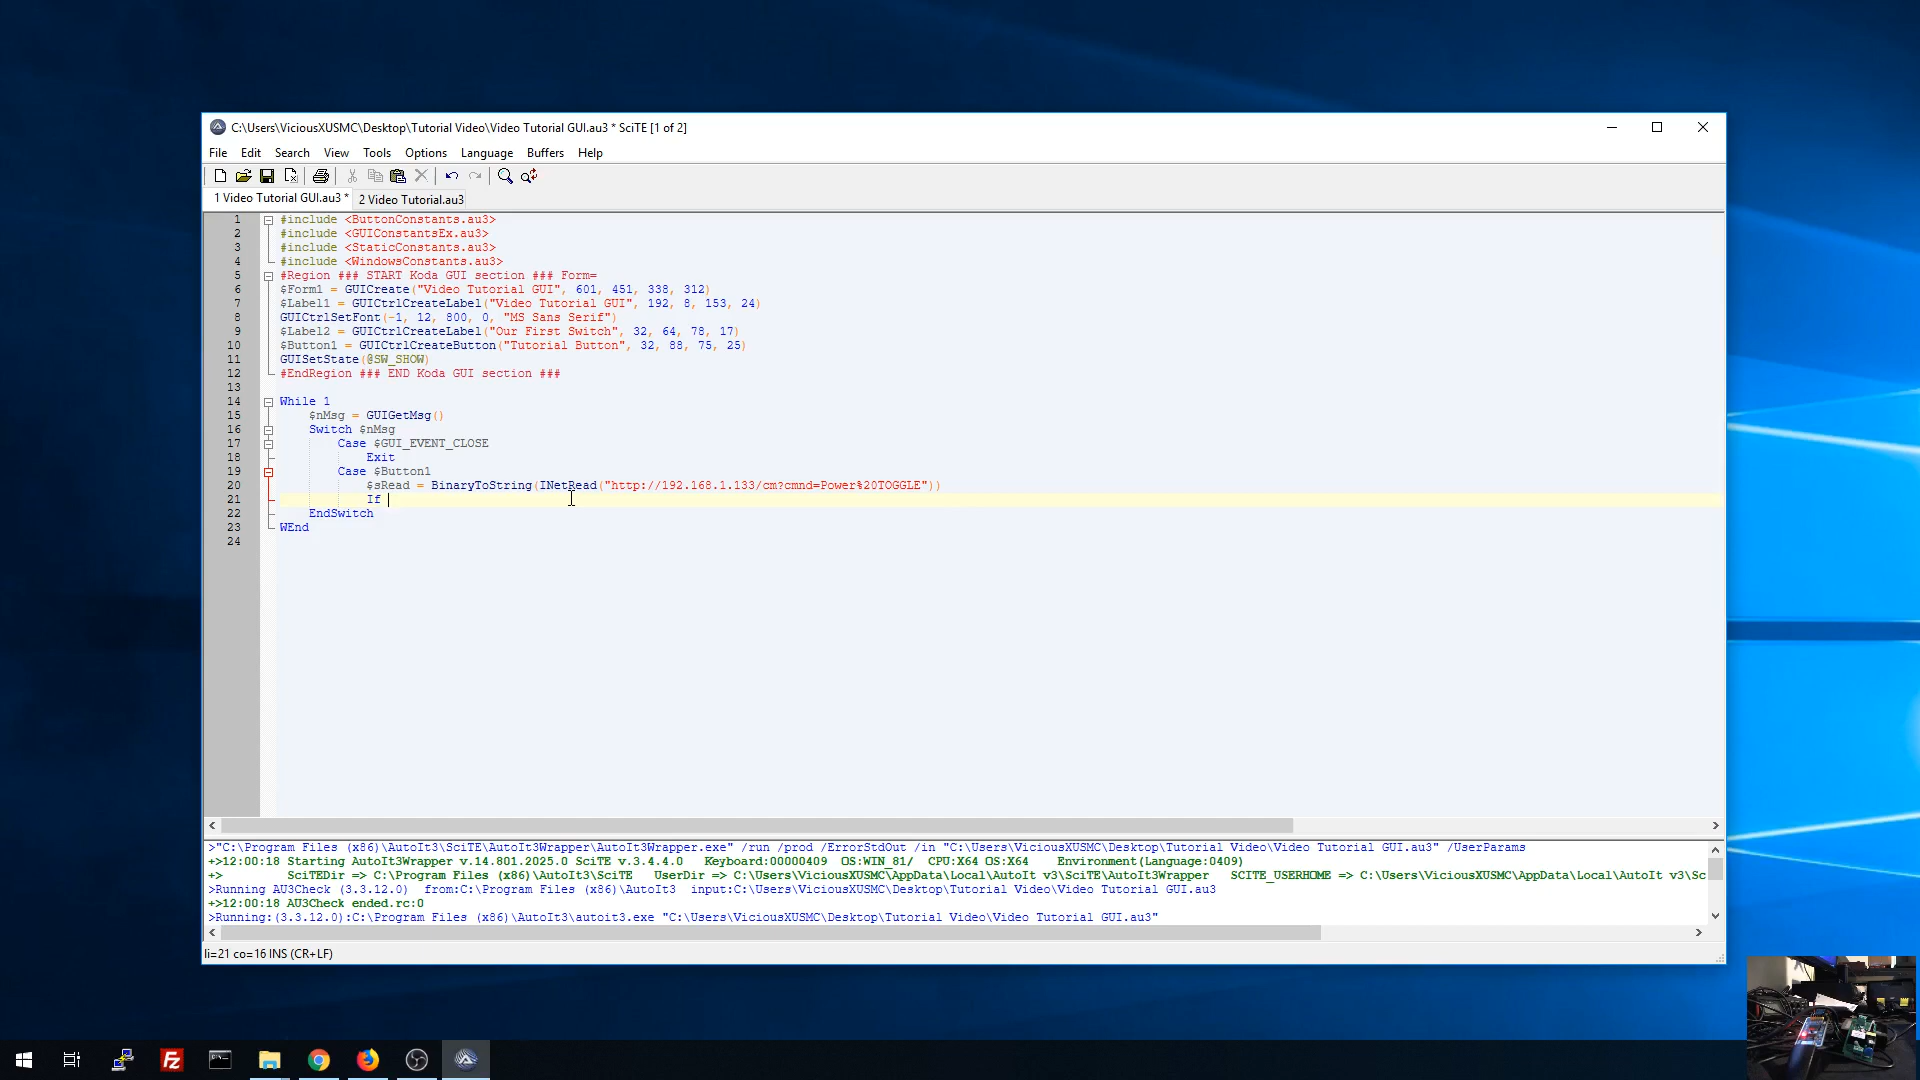 C:\Users\ViciousXUSMC\Desktop\Tutorial Video\Video Tutorial GUI.au3 * SciTE [1 of 2]
File Edit Search View Tools Options Language Buffers Help
1 Video Tutorial GUI.au3 * 2 Video Tutorial.au3
1 #include <ButtonConstants.au3>
2 #include <GUIConstantsEx.au3>
3 #include <StaticConstants.au3>
4 #include <WindowsConstants.au3>
5 #Region ### START Koda GUI section ### Form=
6 $Form1 = GUICreate("Video Tutorial GUI", 601, 451, 338, 312)
7 $Label1 = GUICtrlCreateLabel("Video Tutorial GUI", 192, 8, 153, 24)
8 GUICtrlSetFont(-1, 12, 800, 0, "MS Sans Serif")
9 $Label2 = GUICtrlCreateLabel("Our First Switch", 32, 64, 78, 17)
10 $Button1 = GUICtrlCreateButton("Tutorial Button", 32, 88, 75, 25)
11 GUISetState(@SW_SHOW)
12 #EndRegion ### END Koda GUI section ###
13
14 While 1
15 $nMsg = GUIGetMsg()
16 Switch $nMsg
17 Case $GUI_EVENT_CLOSE
18 Exit
19 Case $Button1
20 $sRead = BinaryToString(INetRead("http://192.168.1.133/cm?cmnd=Power%20TOGGLE"))
21 If
22 EndSwitch
23 WEnd
24
>"C:\Program Files (x86)\AutoIt3\SciTE\AutoIt3Wrapper\AutoIt3Wrapper.exe" /run /prod /ErrorStdOut /in "C:\Users\ViciousXUSMC\Desktop\Tutorial Video\Video Tutorial GUI.au3" /UserParams
+>12:00:18 Starting AutoIt3Wrapper v.14.801.2025.0 SciTE v.3.4.4.0 Keyboard:00000409 OS:WIN_81/ CPU:X64 OS:X64 Environment(Language:0409)
+> SciTEDir => C:\Program Files (x86)\AutoIt3\SciTE UserDir => C:\Users\ViciousXUSMC\AppData\Local\AutoIt v3\SciTE\AutoIt3Wrapper SCITE_USERHOME => C:\Users\ViciousXUSMC\AppData\Local\AutoIt v3\Sc
>Running AU3Check (3.3.12.0) from:C:\Program Files (x86)\AutoIt3 input:C:\Users\ViciousXUSMC\Desktop\Tutorial Video\Video Tutorial GUI.au3
+>12:00:18 AU3Check ended.rc:0
>Running:(3.3.12.0):C:\Program Files (x86)\AutoIt3\autoit3.exe "C:\Users\ViciousXUSMC\Desktop\Tutorial Video\Video Tutorial GUI.au3"
li=21 co=16 INS (CR+LF)